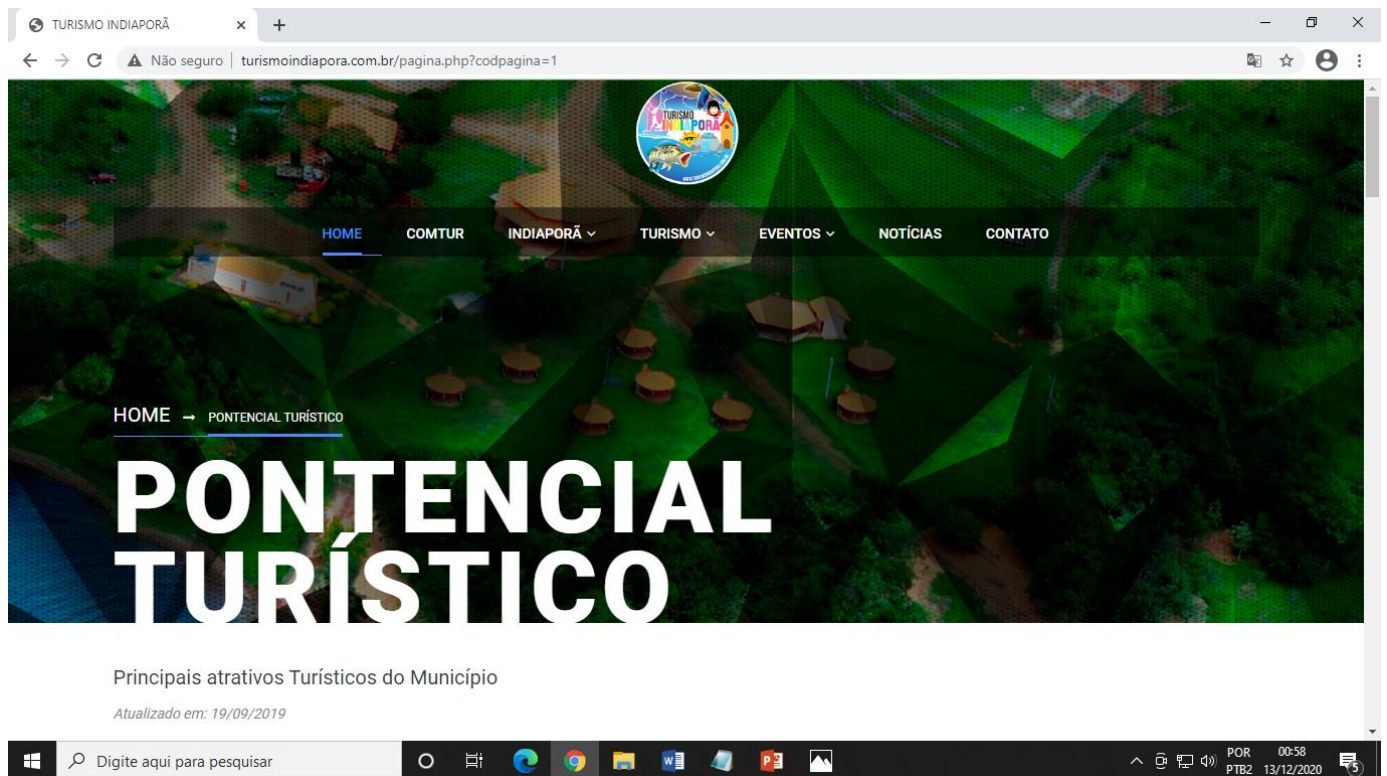 TURISMO INDIAPORÃ
Não seguro turismoindiapora.com.br/pagina.php?codpagina=1
TURISMO
INDIAPORÃ
HOME COMTUR INDIAPORÃ TURISMO EVENTOS NOTÍCIAS CONTATO
HOME → PONTENCIAL TURÍSTICO
PONTENCIAL
TURÍSTICO
Principais atrativos Turísticos do Município
Atualizado em: 19/09/2019
Digite aqui para pesquisar
POR 00:58
PTB2 13/12/2020
5